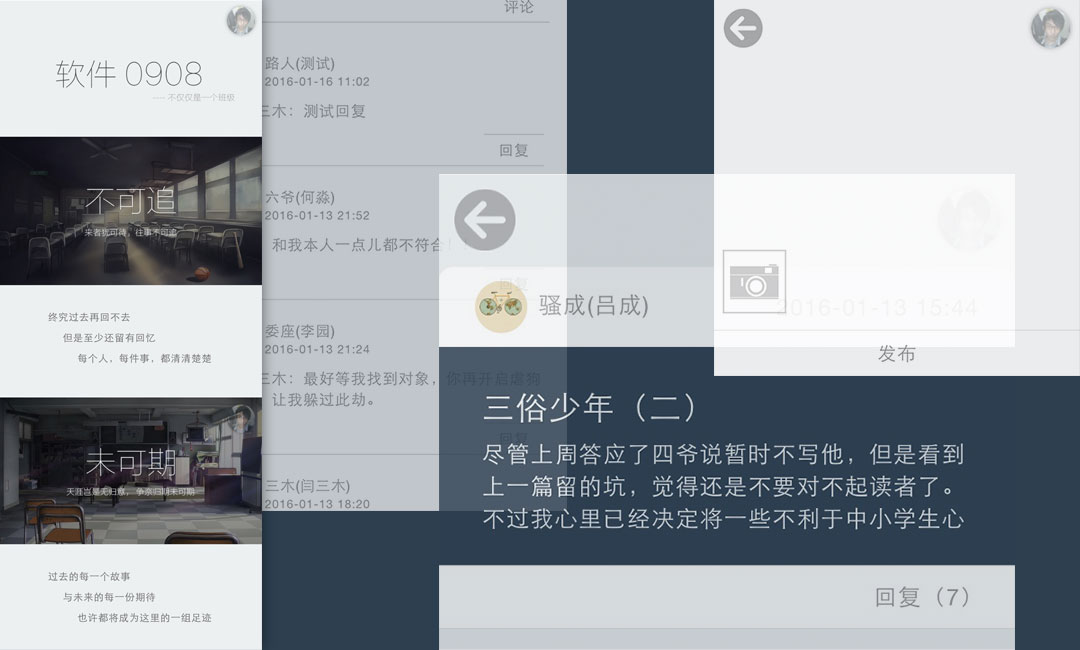 软件 0908
---- 不仅仅是一个班级
不可追
来者犹可待，往事不可追
终究过去再回不去
但是至少还留有回忆
每个人，每件事，都清清楚楚
未可期
天涯岂是无归意，争奈归期未可期
过去的每一个故事
与未来的每一份期待
也许都将成为这里的一组足迹
评论
路人(测试)
2016-01-16 11:02
三木：测试回复
回复
六爷(何淼)
2016-01-13 21:52
和我本人一点儿都不符合！
回复
委座(李园)
2016-01-13 21:24
三木：最好等我找到对象，你再开启虐狗
让我躲过此劫。
回复
三木(闫三木)
2016-01-13 18:20
骚成(吕成)
2016-01-13 15:44
三俗少年（二）
尽管上周答应了四爷说暂时不写他，但是看到
上一篇留的坑，觉得还是不要对不起读者了。
不过我心里已经决定将一些不利于中小学生心
回复（7）
发布